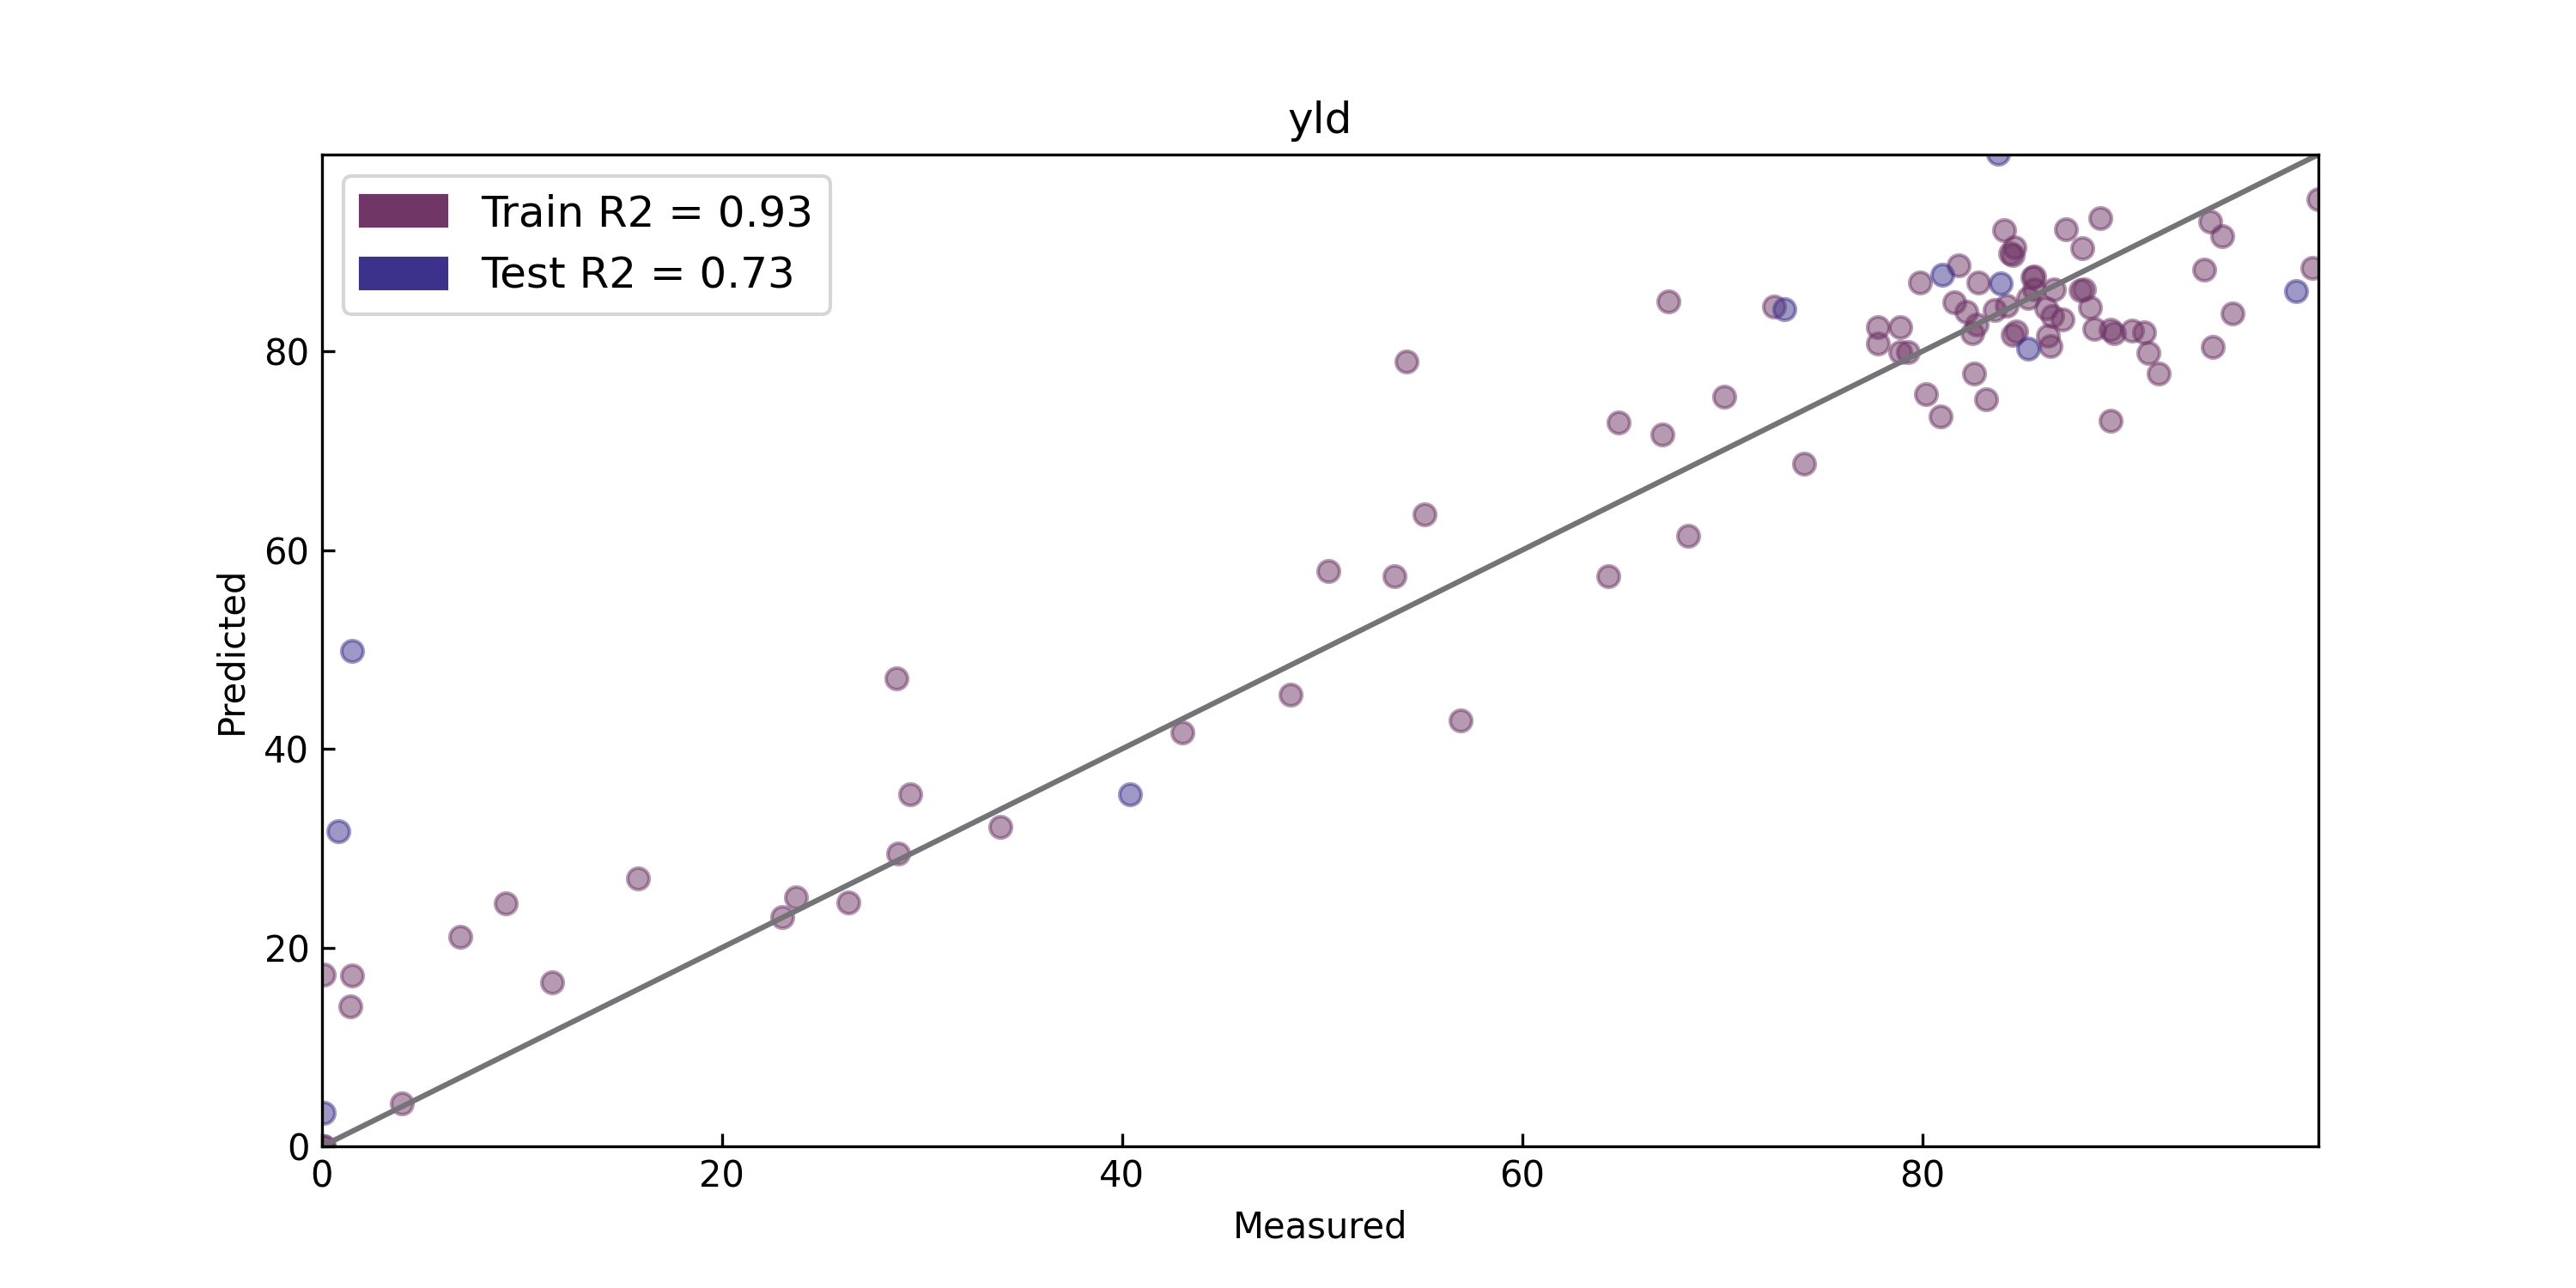 yld
Train R2 = 0.93
Test R2 = 0.73
80
60
40
20
0
Predicted
0 20 40 60 80
Measured